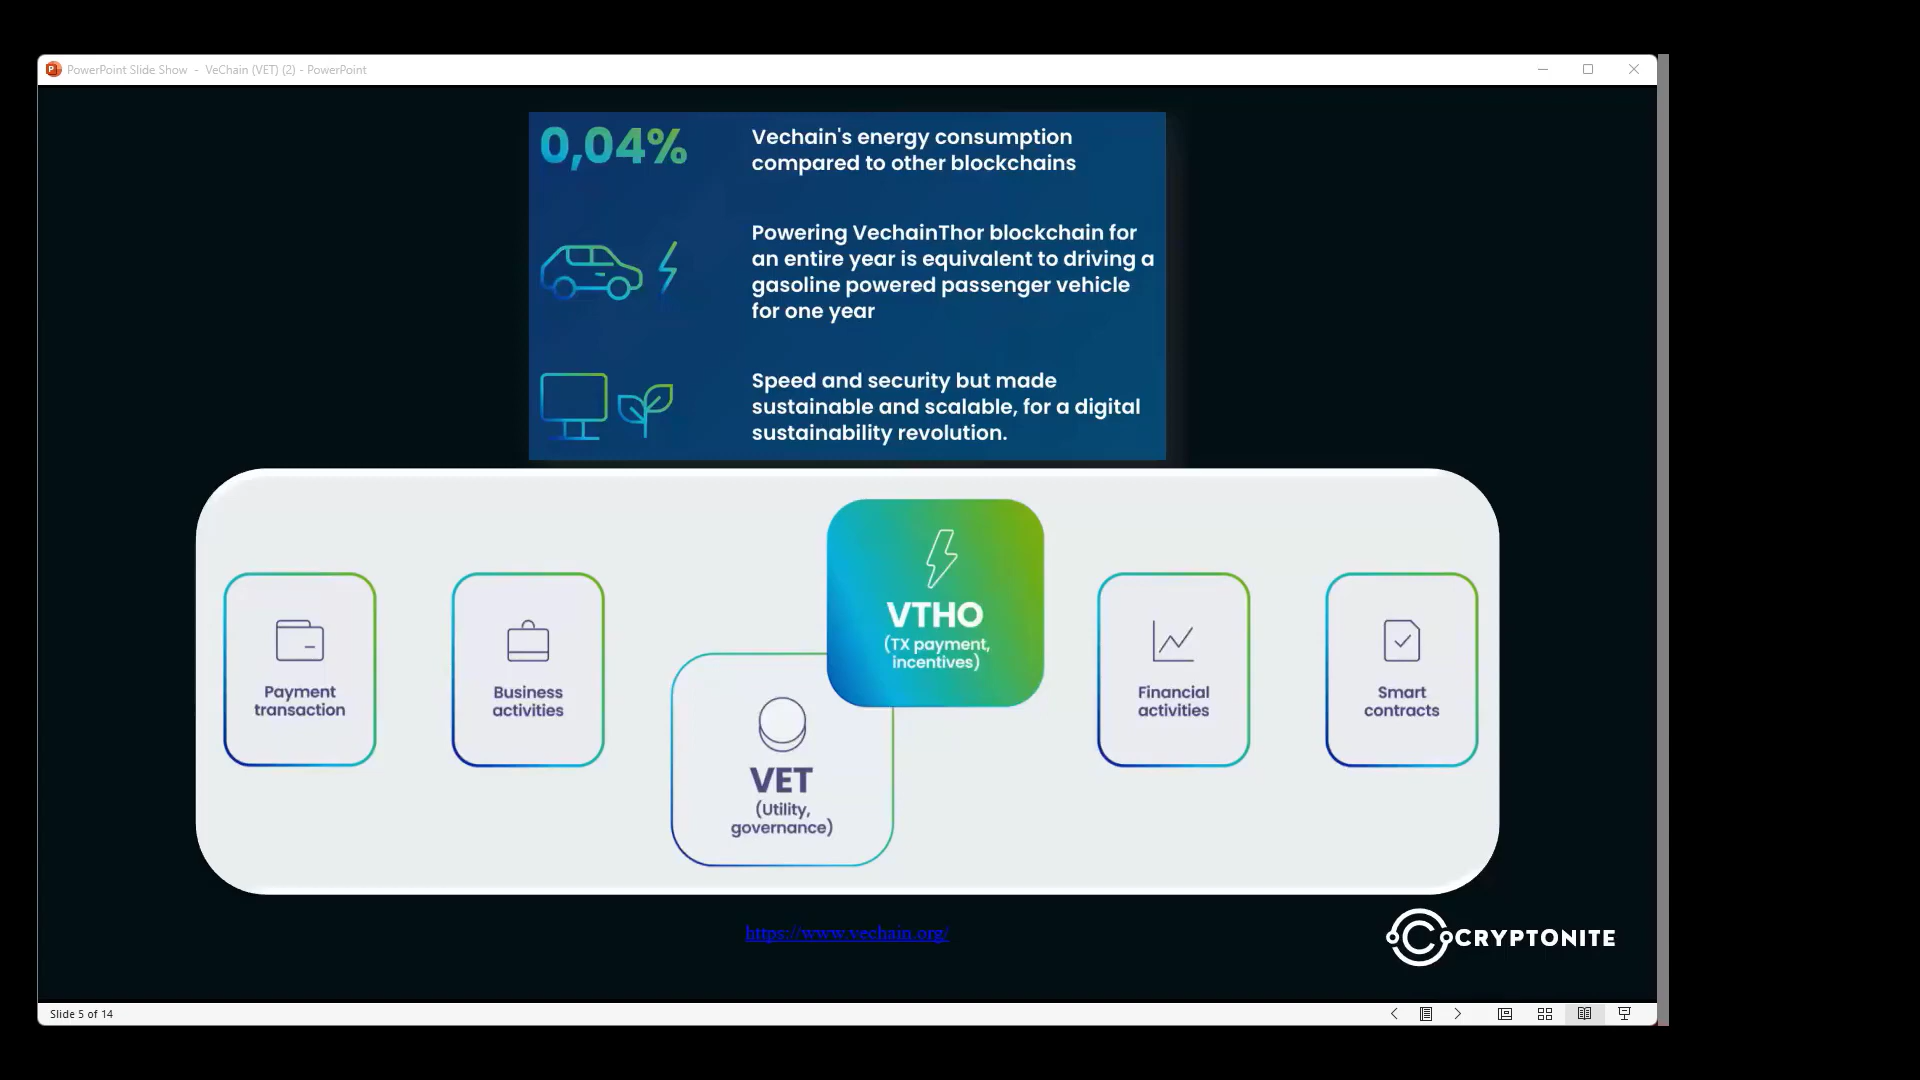 PowerPoint Slide Show - VeChain (VET) (2) - PowerPoint
0,04%
Vechain's energy consumption
compared to other blockchains
Powering VechainThor blockchain for
an entire year is equivalent to driving a
gasoline powered passenger vehicle
for one year
Speed and security but made
sustainable and scalable, for a digital
sustainability revolution.
Payment
transaction
Business
activities
VET
(Utility,
governance)
VTHO
(TX payment,
incentives)
Financial
activities
Smart
contracts
https://www.vechain.org/
CRYPTONITE
Slide 5 of 14